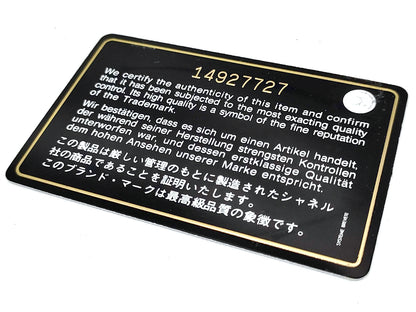 14927727
We certify the authenticity of this item and confirm
that it has been subjected to the most exacting quality
control. Its high quality is a symbol of the fine reputation
of the Trademark.
Wir bestätigen, dass es sich um einen Artikel handelt,
der während seiner Herstellung strengsten Kontrollen
unterworfen war, und dessen erstklässige Qualität
dem hohen Ansehen unserer Marke entspricht.
この製品は厳しい管理のもとに製造されたシャネル
社の商品であることを証明いたします。
このブランド・マークは最高級品質の象徴です。